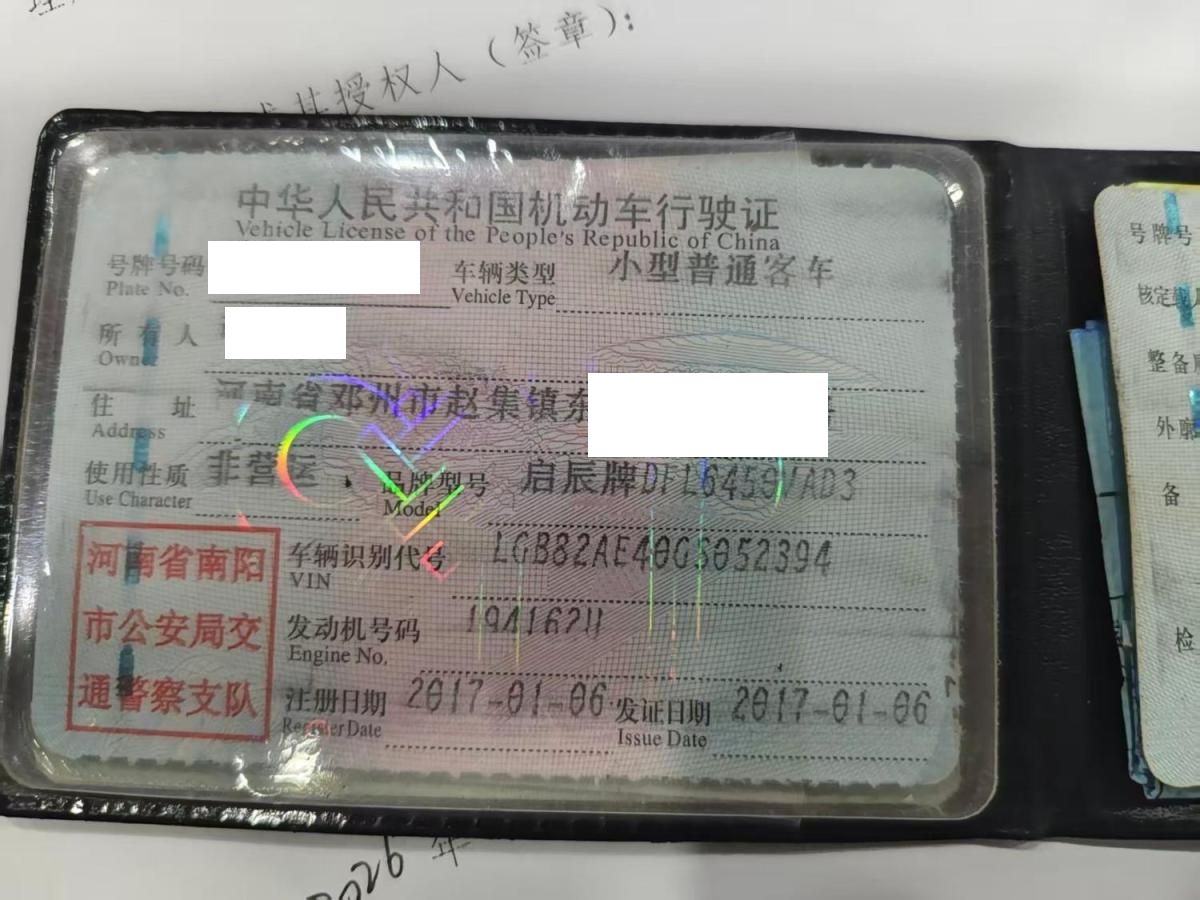 其授权人（签章）：
中华人民共和国机动车行驶证
Vehicle License of the People's Republic of China
号牌号码
Plate No.
车辆类型 小型普通客车
Vehicle Type
所有人
Owner
住址 河南省邓州市赵集镇东
Address
使用性质 非营运
Use Character
品牌型号 启辰牌DFL6459VAD3
Model
河南省南阳
市公安局交
通警察支队
车辆识别代号 LGB82AE40GS052394
VIN
发动机号码
Engine No.
注册日期 2017-01-06
Register Date
发证日期 2017-01-06
Issue Date
号牌号
核定
整备
外廓
备
检
2026 年